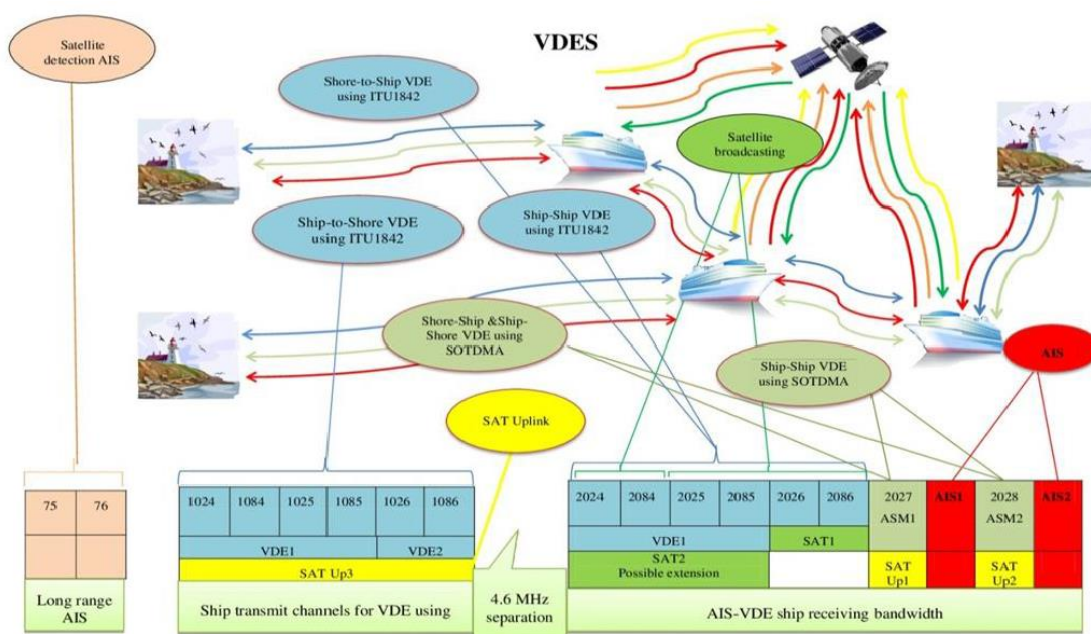 VDES
Satellite
detection AIS
Shore-to-Ship VDE
using ITU1842
Satellite
broadcasting
Ship-to-Shore VDE
using ITU1842
Ship-Ship VDE
using ITU1842
Shore-Ship &Ship-
Shore VDE using
SOTDMA
Ship-Ship VDE
using SOTDMA
AIS
SAT Uplink
75 76
Long range
AIS
1024 1084 1025 1085 1026 1086
VDE1 VDE2
SAT Up3
Ship transmit channels for VDE using
4.6 MHz
separation
2024 2084 2025 2085 2026 2086 2027 AIS1 2028 AIS2
ASM1 ASM2
VDE1 SAT1
SAT2
Possible extension
SAT
Up1
SAT
Up2
AIS-VDE ship receiving bandwidth